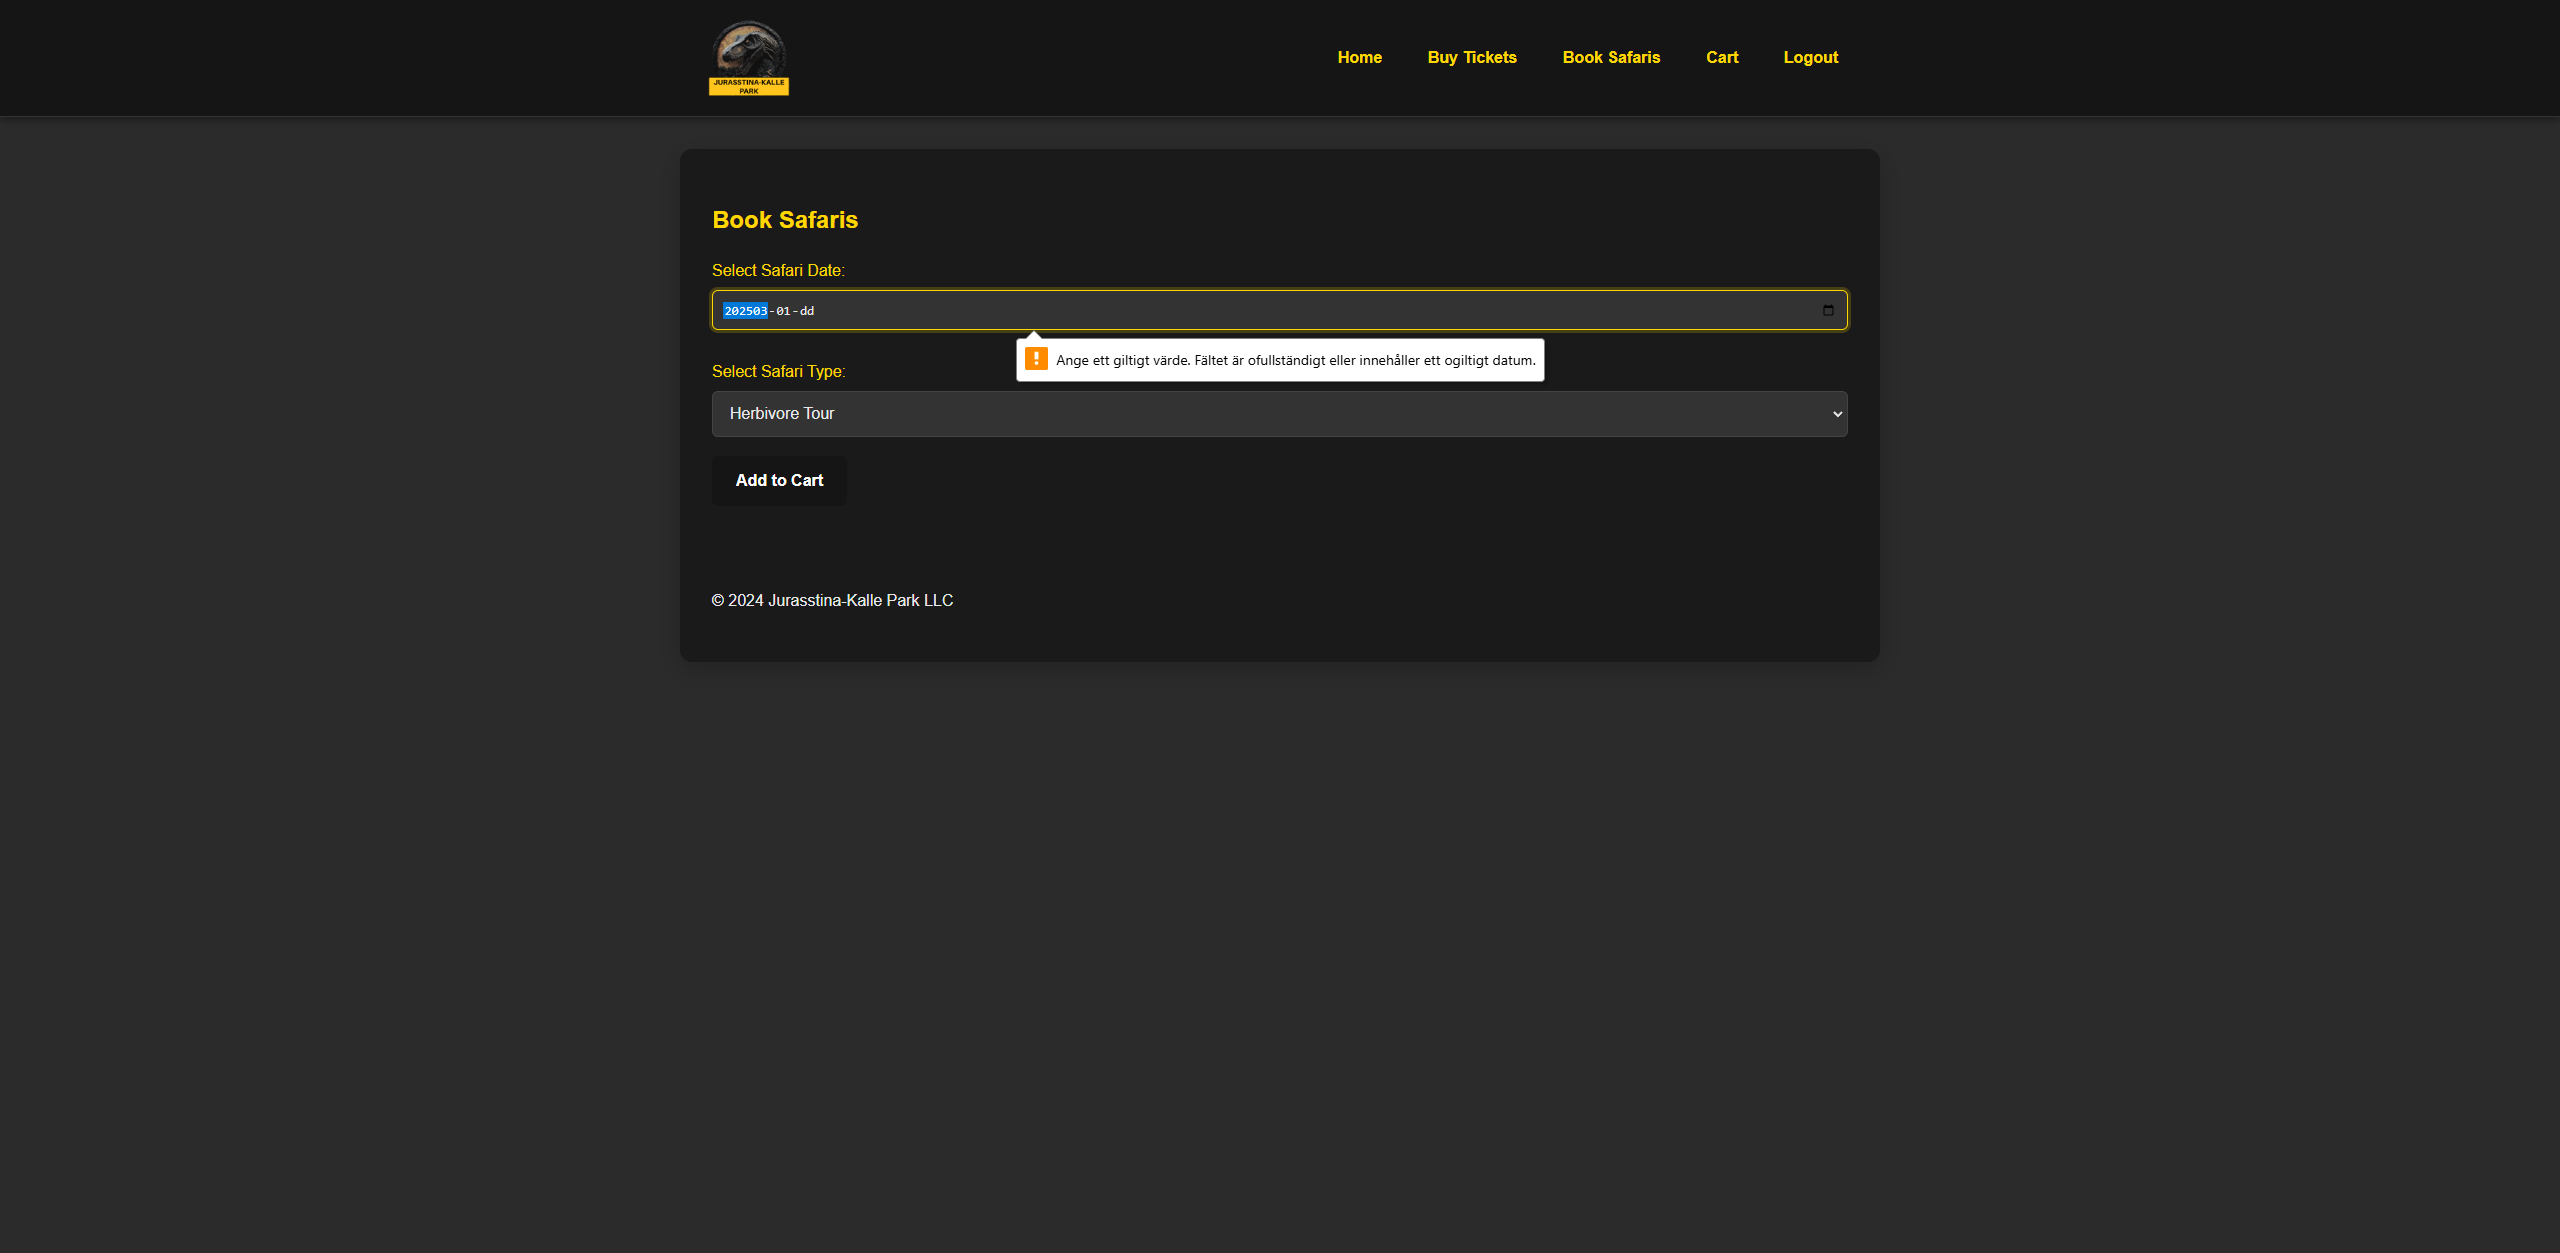 JURASSTINA-KALLE
PARK
Home
Buy Tickets
Book Safaris
Cart
Logout
Book Safaris
Select Safari Date:
202503-01-dd
Ange ett giltigt värde. Fältet är ofullständigt eller innehåller ett ogiltigt datum.
Select Safari Type:
Herbivore Tour
Add to Cart
© 2024 Jurasstina-Kalle Park LLC